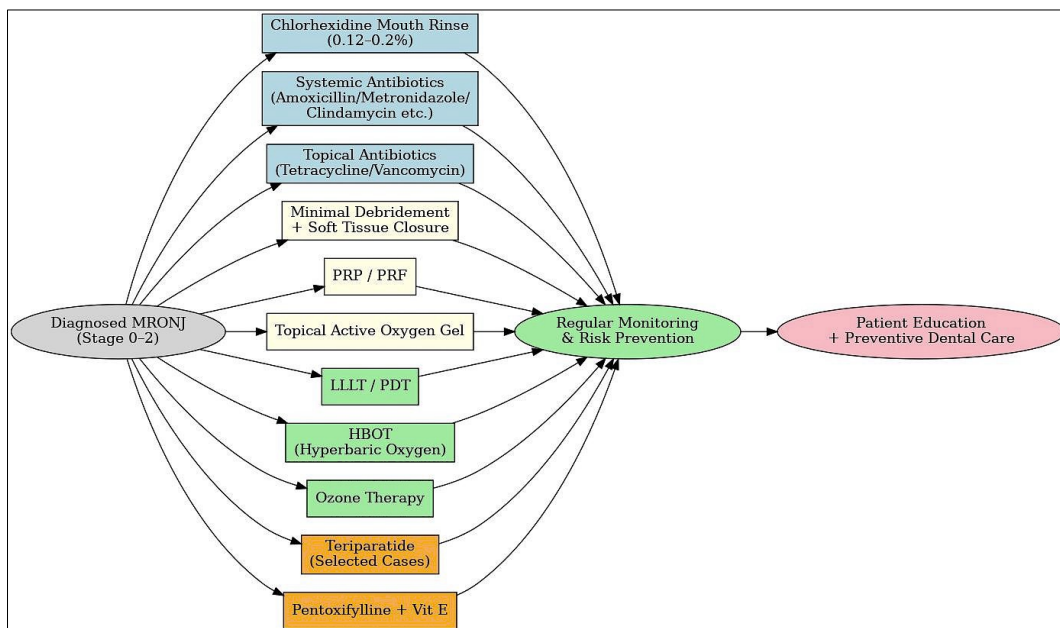 Chlorhexidine Mouth Rinse
(0.12–0.2%)
Systemic Antibiotics
(Amoxicillin/Metronidazole/
Clindamycin etc.)
Topical Antibiotics
(Tetracycline/Vancomycin)
Minimal Debridement
+ Soft Tissue Closure
PRP / PRF
Diagnosed MRONJ
(Stage 0–2)
Topical Active Oxygen Gel
Regular Monitoring
& Risk Prevention
Patient Education
+ Preventive Dental Care
LLLT / PDT
HBOT
(Hyperbaric Oxygen)
Ozone Therapy
Teriparatide
(Selected Cases)
Pentoxifylline + Vit E